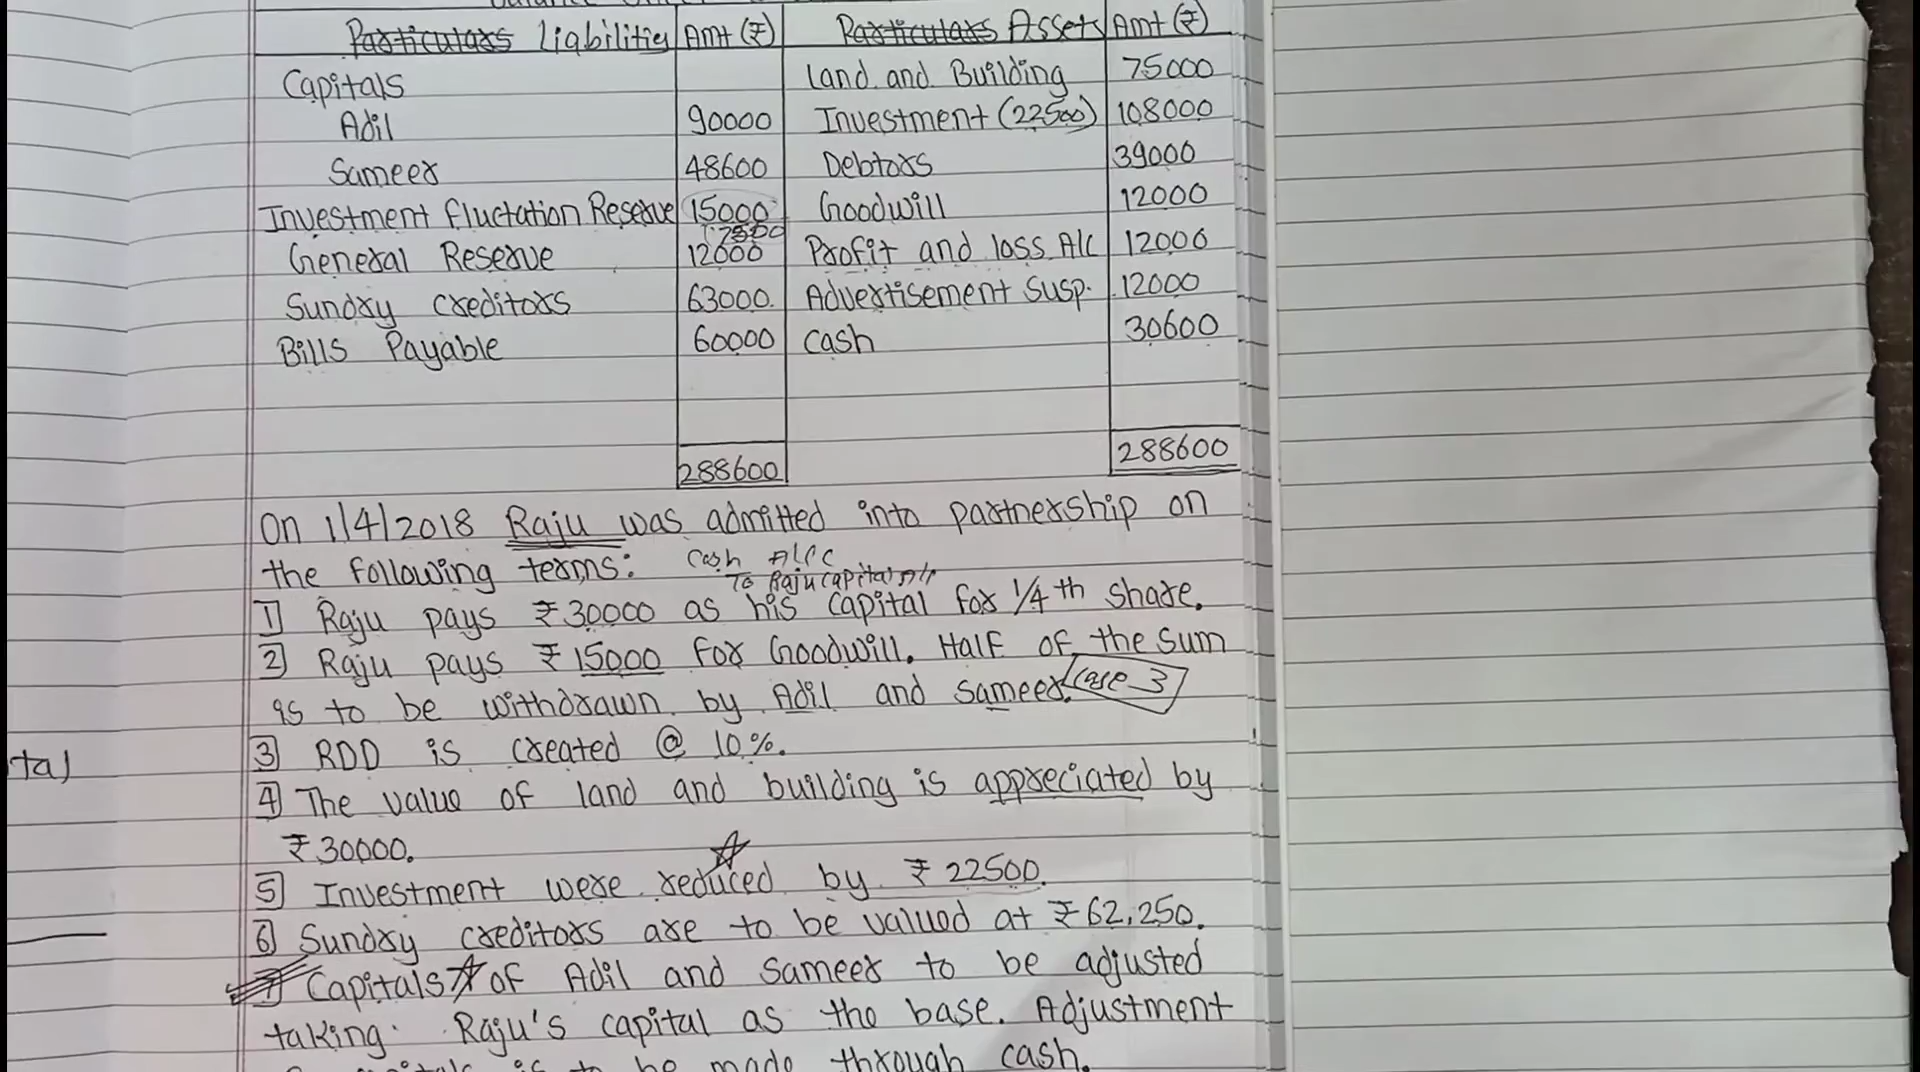 Particulars Liabilities Amt (₹) Particulars Assets Amt (₹)
Capitals Land and Building 75000
Adil 90000 Investment (22500) 108000
Sameer 48600 Debtors 39000
Investment Fluctation Reserve 15000 Goodwill 12000
7500
General Reserve 12000 Profit and loss A/c 12000
Sundry creditors 63000 Advertisement Susp. 12000
Bills Payable 60000 cash 30600
288600 288600
On 1/4/2018 Raju was admitted into partnership on
the following terms: Cash A/c
To Raju capital A/c
1] Raju pays ₹ 30000 as his capital for 1/4 th share.
2] Raju pays ₹ 15000 for Goodwill. Half of the sum
is to be withdrawn by Adil and Sameer. Case 3
3] RDD is created @ 10%.
tal
4] The value of land and building is appreciated by
₹ 30000.
5] Investment were reduced by ₹ 22500.
6] Sundry creditors are to be valued at ₹ 62,250.
7] Capitals of Adil and Sameer to be adjusted
taking Raju's capital as the base. Adjustment
be made through cash.